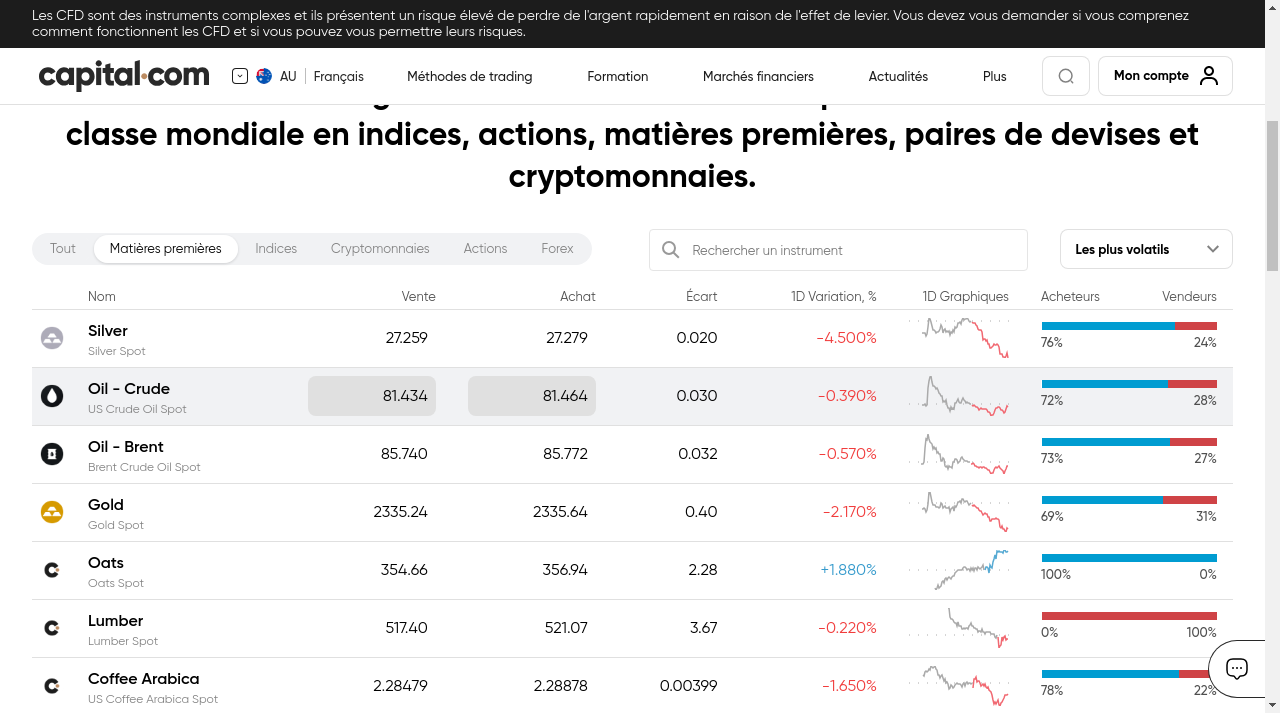 Les CFD sont des instruments complexes et ils présentent un risque élevé de perdre de l'argent rapidement en raison de l'effet de levier. Vous devez vous demander si vous comprenez
comment fonctionnent les CFD et si vous pouvez vous permettre leurs risques.
capital.com AU Français Méthodes de trading Formation Marchés financiers Actualités Plus Mon compte
classe mondiale en indices, actions, matières premières, paires de devises et
cryptomonnaies.
Tout Matières premières Indices Cryptomonnaies Actions Forex Rechercher un instrument Les plus volatils
Nom Vente Achat Écart 1D Variation, % 1D Graphiques Acheteurs Vendeurs
Silver 27.259 27.279 0.020 -4.500% 76% 24%
Silver Spot
Oil - Crude 81.434 81.464 0.030 -0.390% 72% 28%
US Crude Oil Spot
Oil - Brent 85.740 85.772 0.032 -0.570% 73% 27%
Brent Crude Oil Spot
Gold 2335.24 2335.64 0.40 -2.170% 69% 31%
Gold Spot
Oats 354.66 356.94 2.28 +1.880% 100% 0%
Oats Spot
Lumber 517.40 521.07 3.67 -0.220% 0% 100%
Lumber Spot
Coffee Arabica 2.28479 2.28878 0.00399 -1.650% 78% 22%
US Coffee Arabica Spot